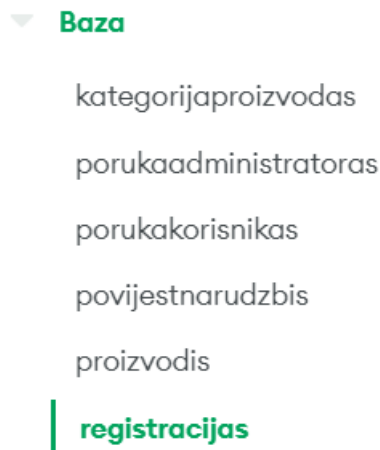 Baza
kategorijaproizvodas
porukaadministratoras
porukakorisnikas
povijestnarudzbis
proizvodis
registracijas